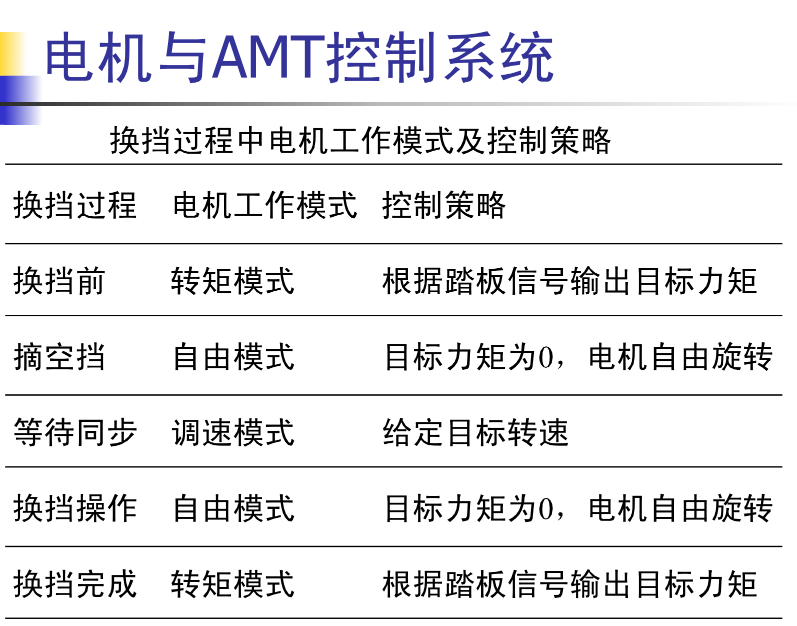 电机与AMT控制系统
换挡过程中电机工作模式及控制策略
换挡过程 电机工作模式 控制策略
换挡前 转矩模式 根据踏板信号输出目标力矩
摘空挡 自由模式 目标力矩为0，电机自由旋转
等待同步 调速模式 给定目标转速
换挡操作 自由模式 目标力矩为0，电机自由旋转
换挡完成 转矩模式 根据踏板信号输出目标力矩